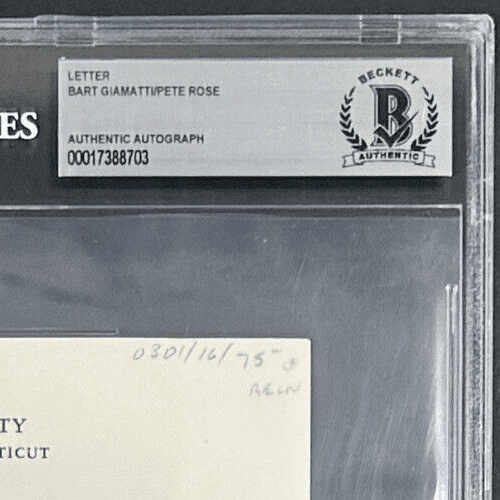 LETTER
BART GIAMATTI/PETE ROSE
AUTHENTIC AUTOGRAPH
00017388703
BECKETT
B
AUTHENTIC
ES
0301/16/75
TY
TICUT